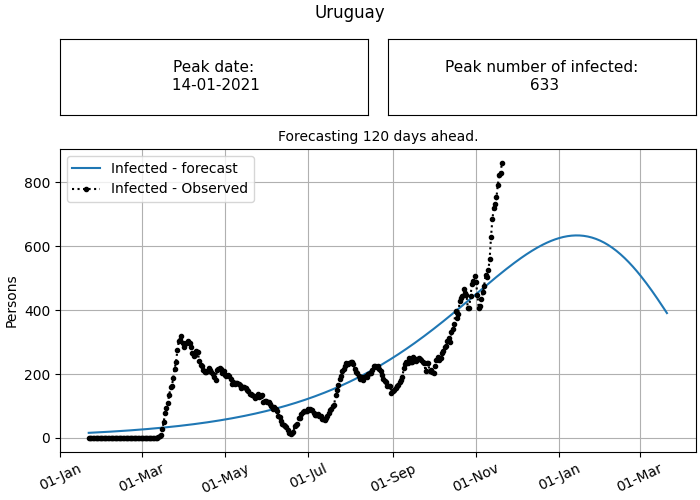 Uruguay
Peak date:
14-01-2021
Peak number of infected:
633
Forecasting 120 days ahead.
Infected - forecast
Infected - Observed
Persons
800
600
400
200
0
01-Jan
01-Mar
01-May
01-Jul
01-Sep
01-Nov
01-Jan
01-Mar